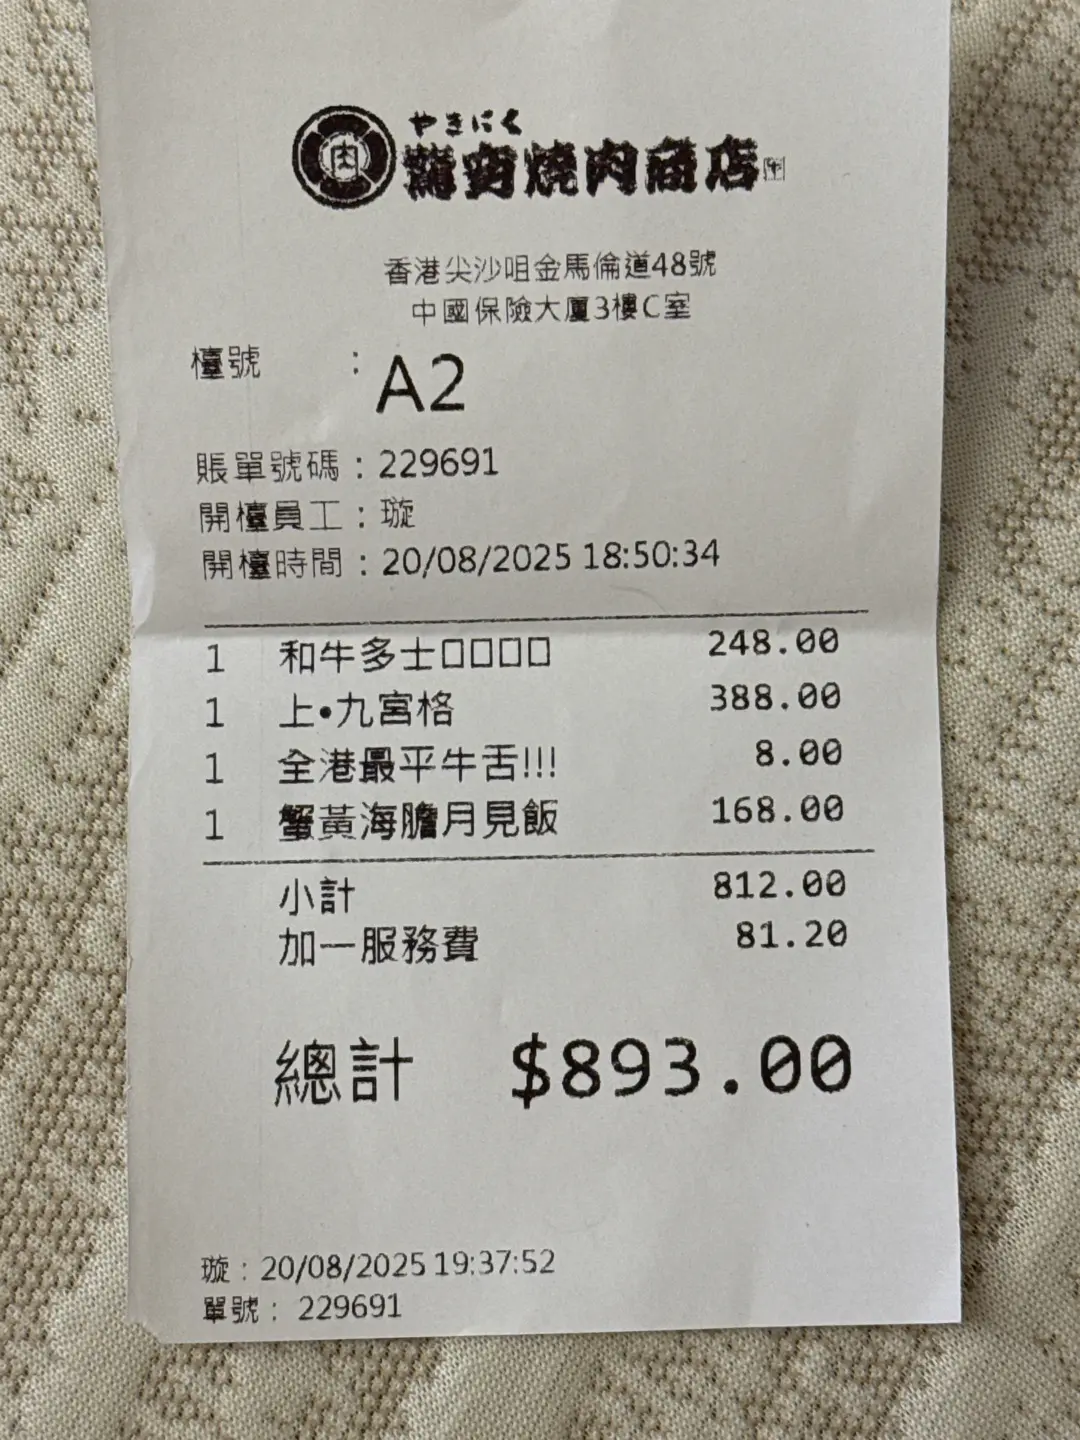 肉
やきにく
燒肉商店
香港尖沙咀金馬倫道48號
中國保險大廈3樓C室
檯號 : A2
賬單號碼 : 229691
開檯員工 : 璇
開檯時間 : 20/08/2025 18:50:34
1 和牛多士□□□□ 248.00
1 上•九宮格 388.00
1 全港最平牛舌!!! 8.00
1 蟹黃海膽月見飯 168.00
小計 812.00
加一服務費 81.20
總計 $893.00
璇 : 20/08/2025 19:37:52
單號 : 229691